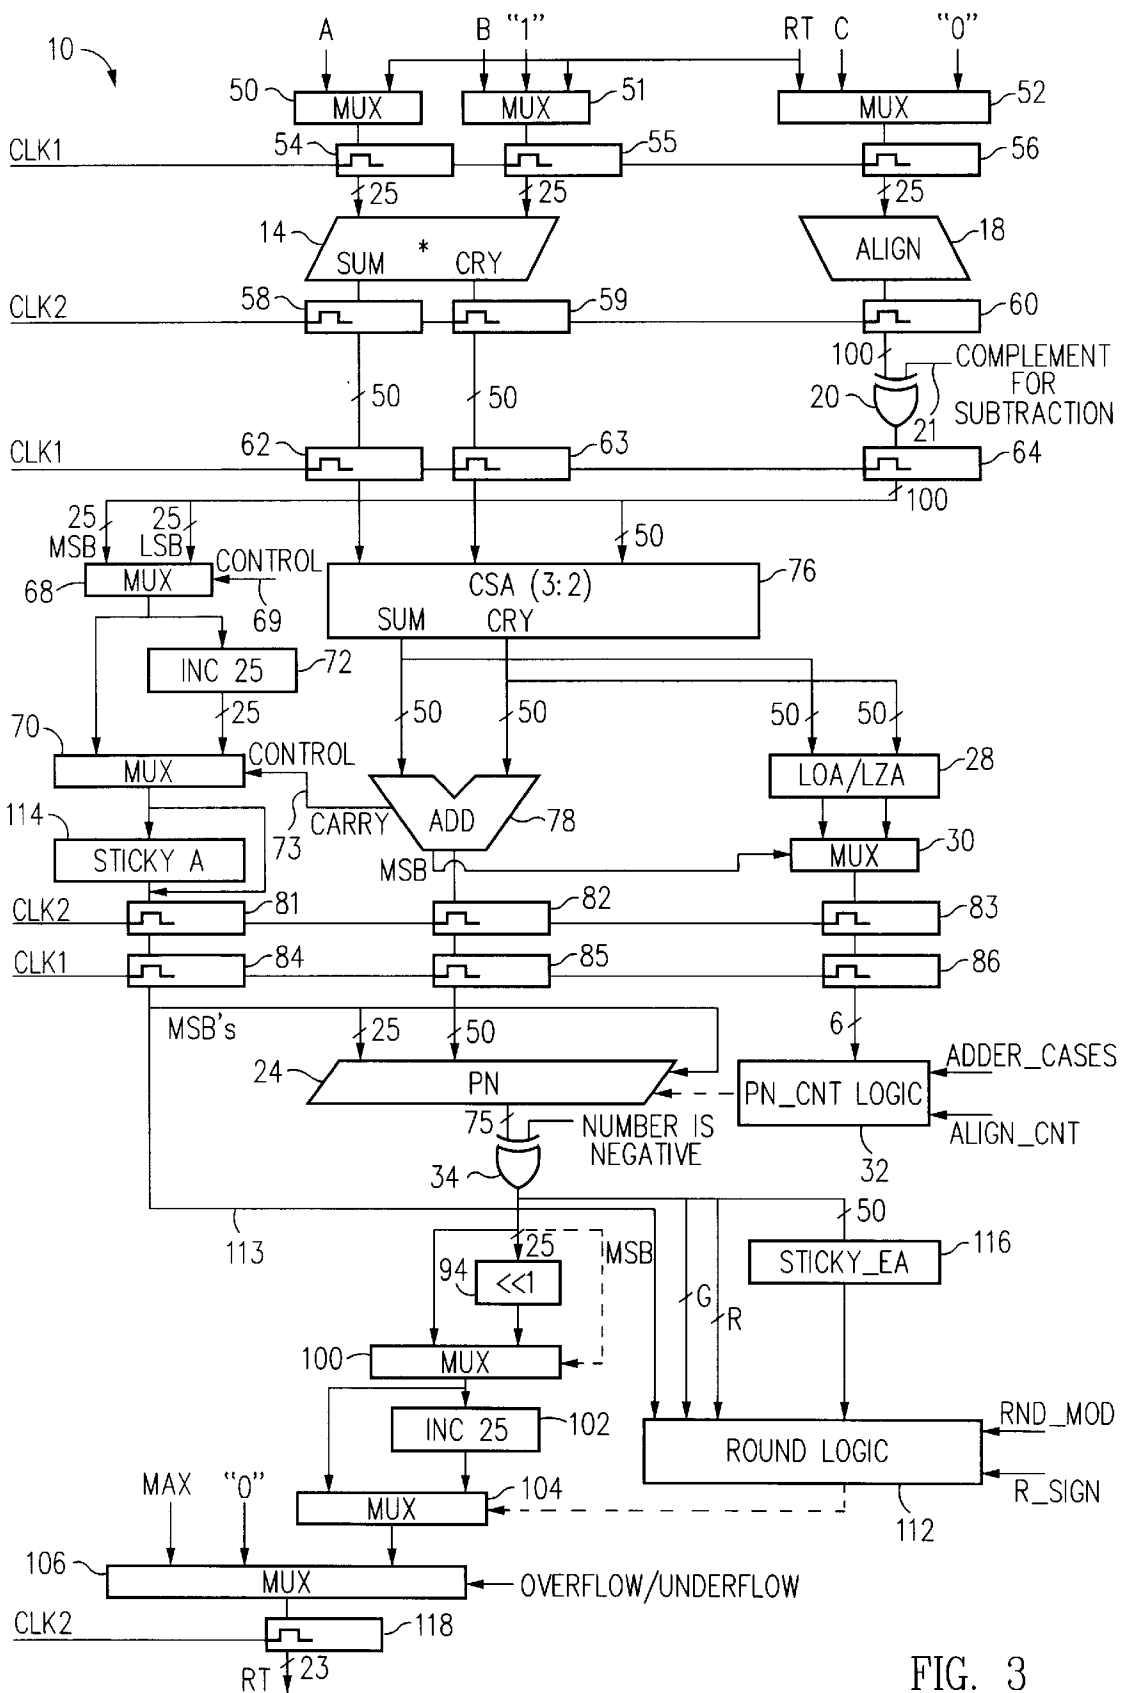 A B "1" RT C "0"
10
50 MUX MUX 51 MUX 52
CLK1 54 55 56
25 25 25
14 * 18
SUM CRY ALIGN
CLK2 58 59 60
100 COMPLEMENT
FOR
SUBTRACTION
50 50 20 21
CLK1 62 63 64
100
25 25 50
MSB LSB
68 MUX CONTROL
69
CSA (3:2) 76
SUM CRY
INC 25 72
25 50 50 50 50
70 MUX CONTROL
73
CARRY ADD 78
LOA/LZA 28
114 STICKY A
MSB MUX 30
CLK2 81 82 83
CLK1 84 85 86
MSB's 25 50 6
24 PN PN_CNT LOGIC ADDER_CASES
ALIGN_CNT
32
75 NUMBER IS
NEGATIVE
34
113
25 MSB 50
94 <<1 STICKY_EA 116
G R
100 MUX
INC 25 102
ROUND LOGIC RND_MOD
R_SIGN
112
MAX "0" MUX 104
106 MUX OVERFLOW/UNDERFLOW
CLK2 118
RT 23
FIG. 3